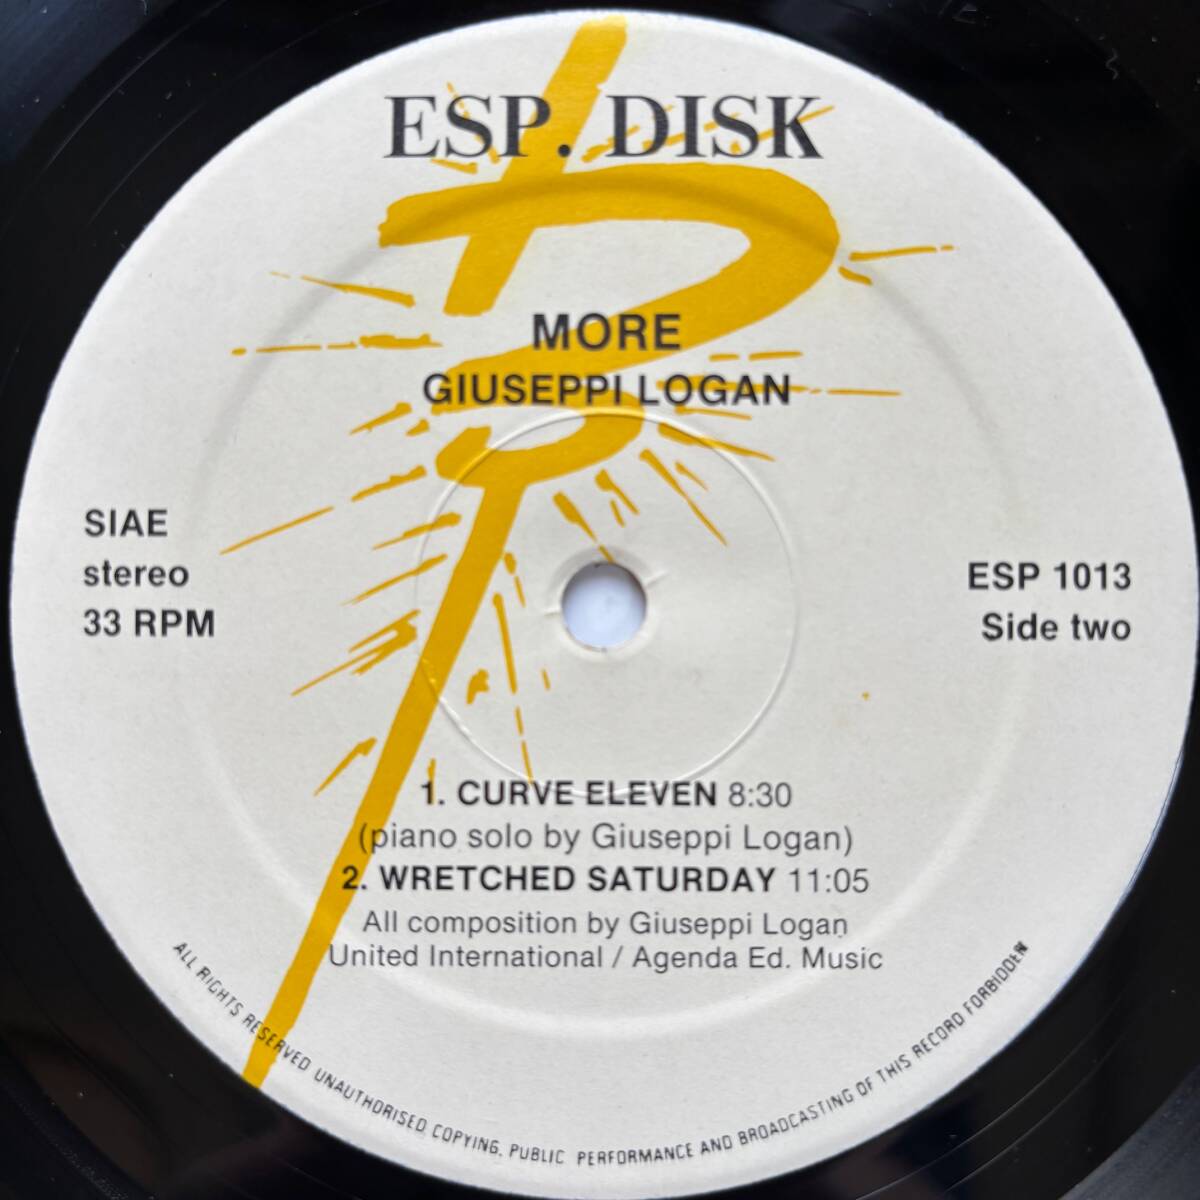 ESP. DISK
MORE
GIUSEPPI LOGAN
SIAE
stereo
33 RPM
ESP 1013
Side two
1. CURVE ELEVEN 8:30
(piano solo by Giuseppi Logan)
2. WRETCHED SATURDAY 11:05
All composition by Giuseppi Logan
United International / Agenda Ed. Music
ALL RIGHTS RESERVED UNAUTHORISED COPYING, PUBLIC PERFORMANCE AND BROADCASTING OF THIS RECORD FORBIDDEN